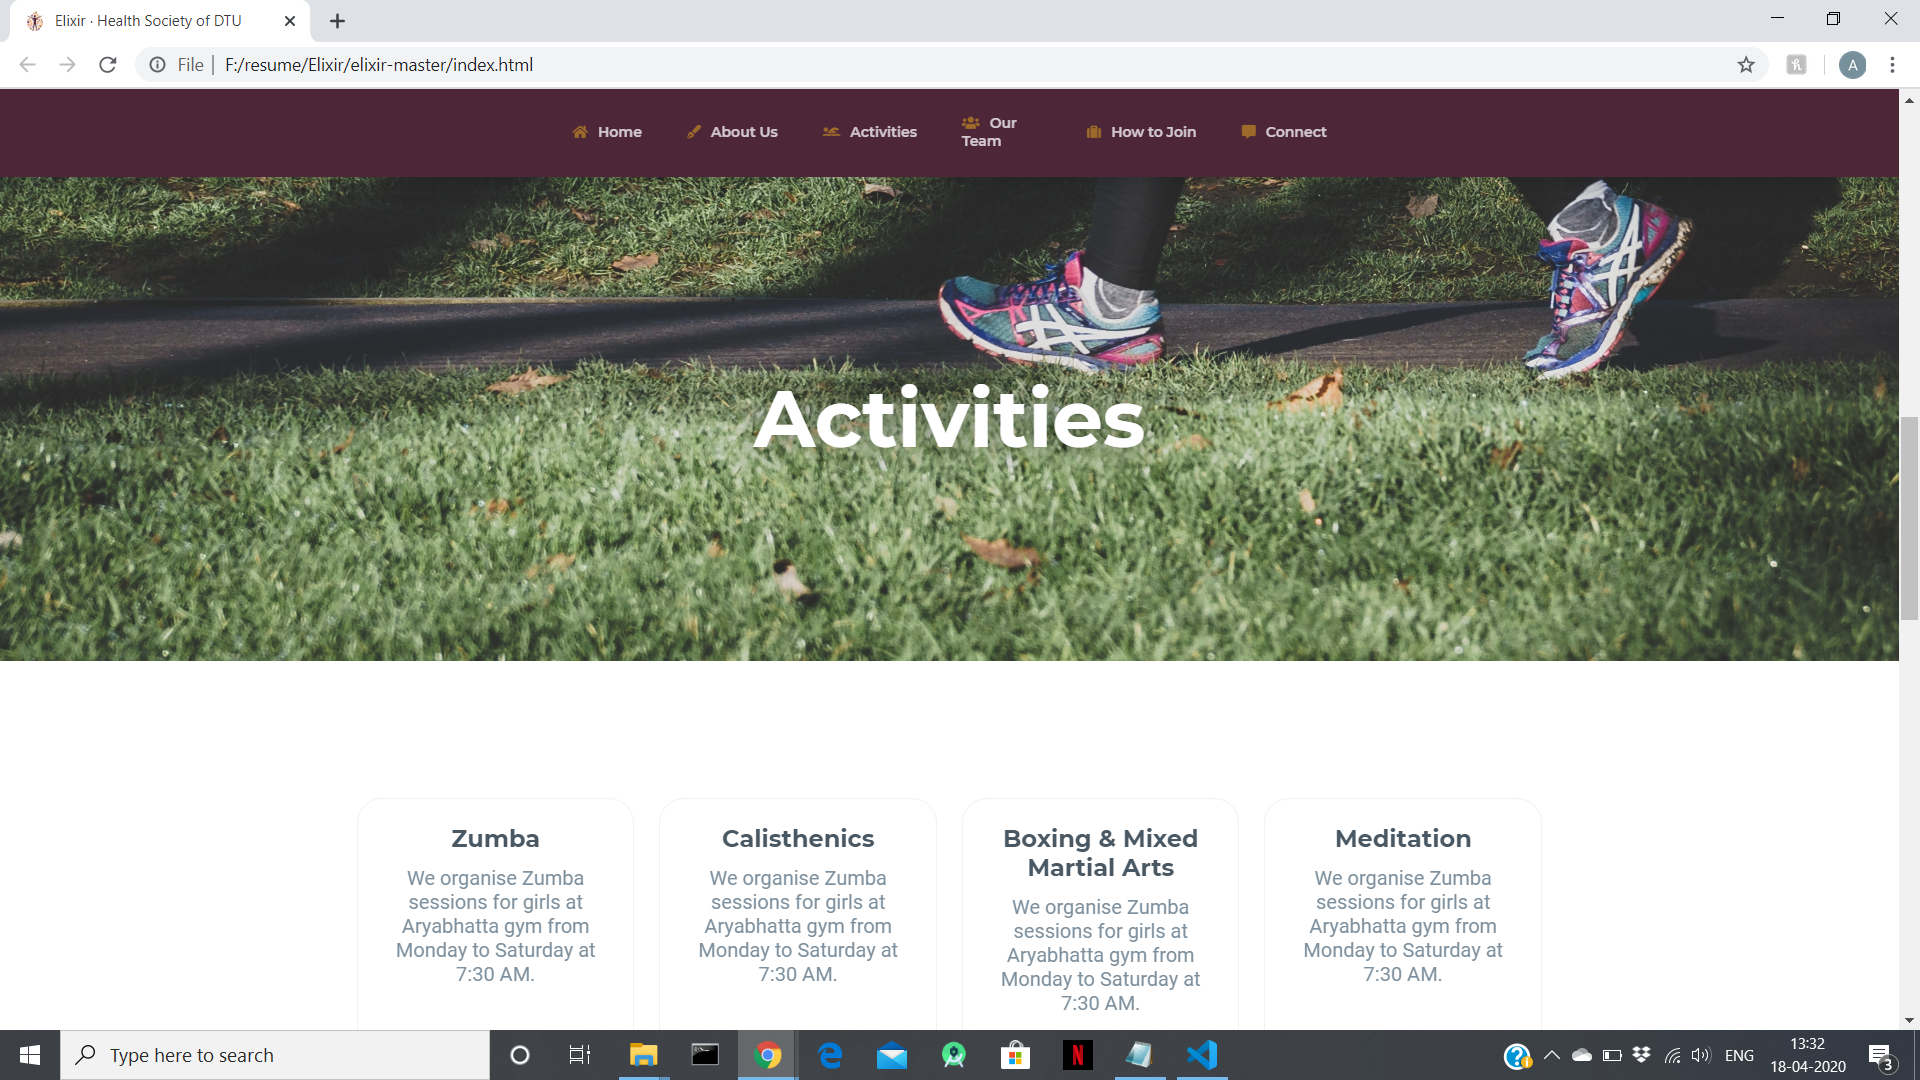 Elixir · Health Society of DTU
File
F:/resume/Elixir/elixir-master/index.html
A
Home
About Us
Activities
Our
Team
How to Join
Connect
Activities
Zumba
We organise Zumba
sessions for girls at
Aryabhatta gym from
Monday to Saturday at
7:30 AM.
Calisthenics
We organise Zumba
sessions for girls at
Aryabhatta gym from
Monday to Saturday at
7:30 AM.
Boxing & Mixed
Martial Arts
We organise Zumba
sessions for girls at
Aryabhatta gym from
Monday to Saturday at
7:30 AM.
Meditation
We organise Zumba
sessions for girls at
Aryabhatta gym from
Monday to Saturday at
7:30 AM.
Type here to search
ENG
13:32
18-04-2020
3